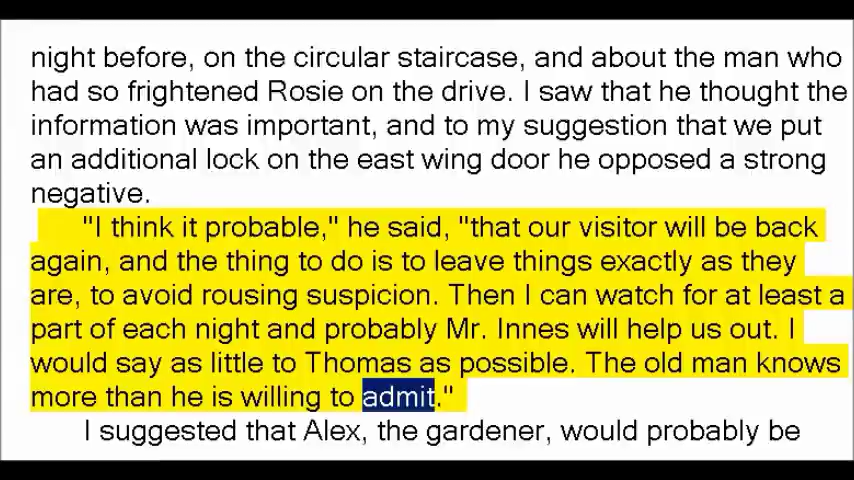 night before, on the circular staircase, and about the man who
had so frightened Rosie on the drive. I saw that he thought the
information was important, and to my suggestion that we put
an additional lock on the east wing door he opposed a strong
negative.
"I think it probable," he said, "that our visitor will be back
again, and the thing to do is to leave things exactly as they
are, to avoid rousing suspicion. Then I can watch for at least a
part of each night and probably Mr. Innes will help us out. I
would say as little to Thomas as possible. The old man knows
more than he is willing to admit."
I suggested that Alex, the gardener, would probably be